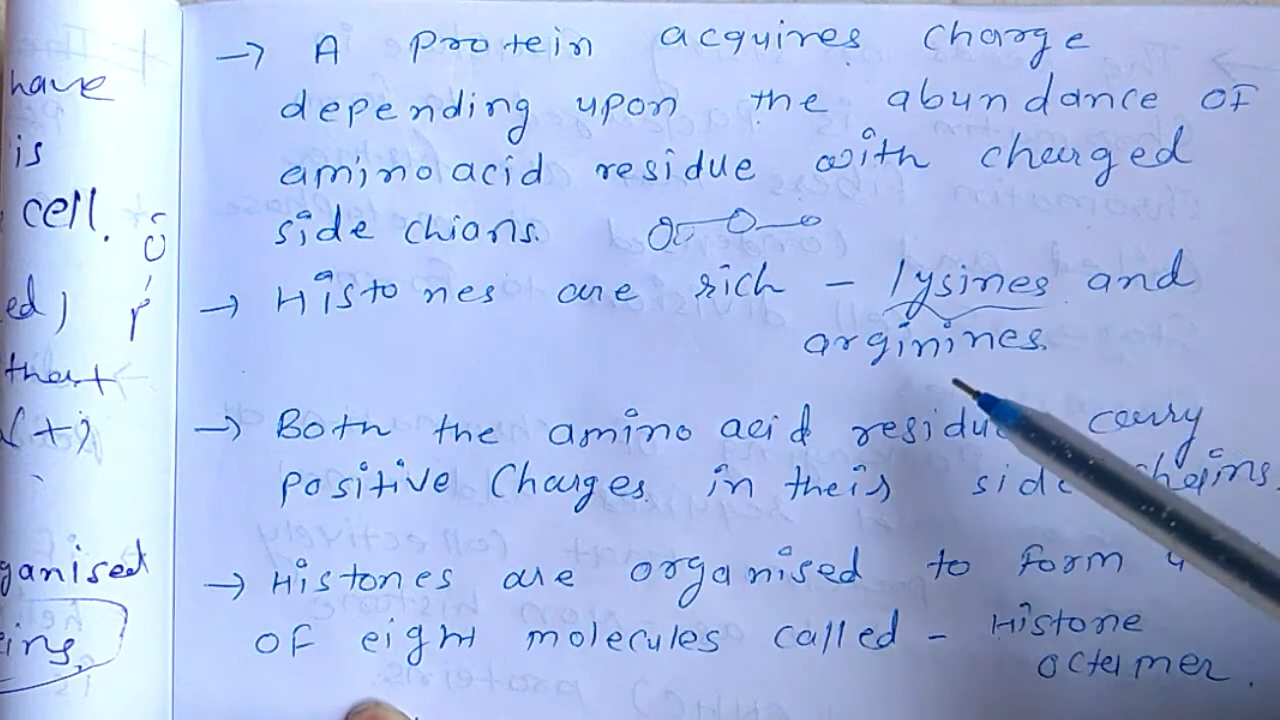 have
is
cell.
ed)
that
(+)
ganised
ins.
→ A protein acquires charge
depending upon the abundance OF
amino acid residue with charged
side chians.
→ Histones are rich - lysines and
arginines.
→ Both the amino acid residu carry
positive Charges in their side chains.
→ Histones are organised to form
OF eight molecules called - Histone
octamer.